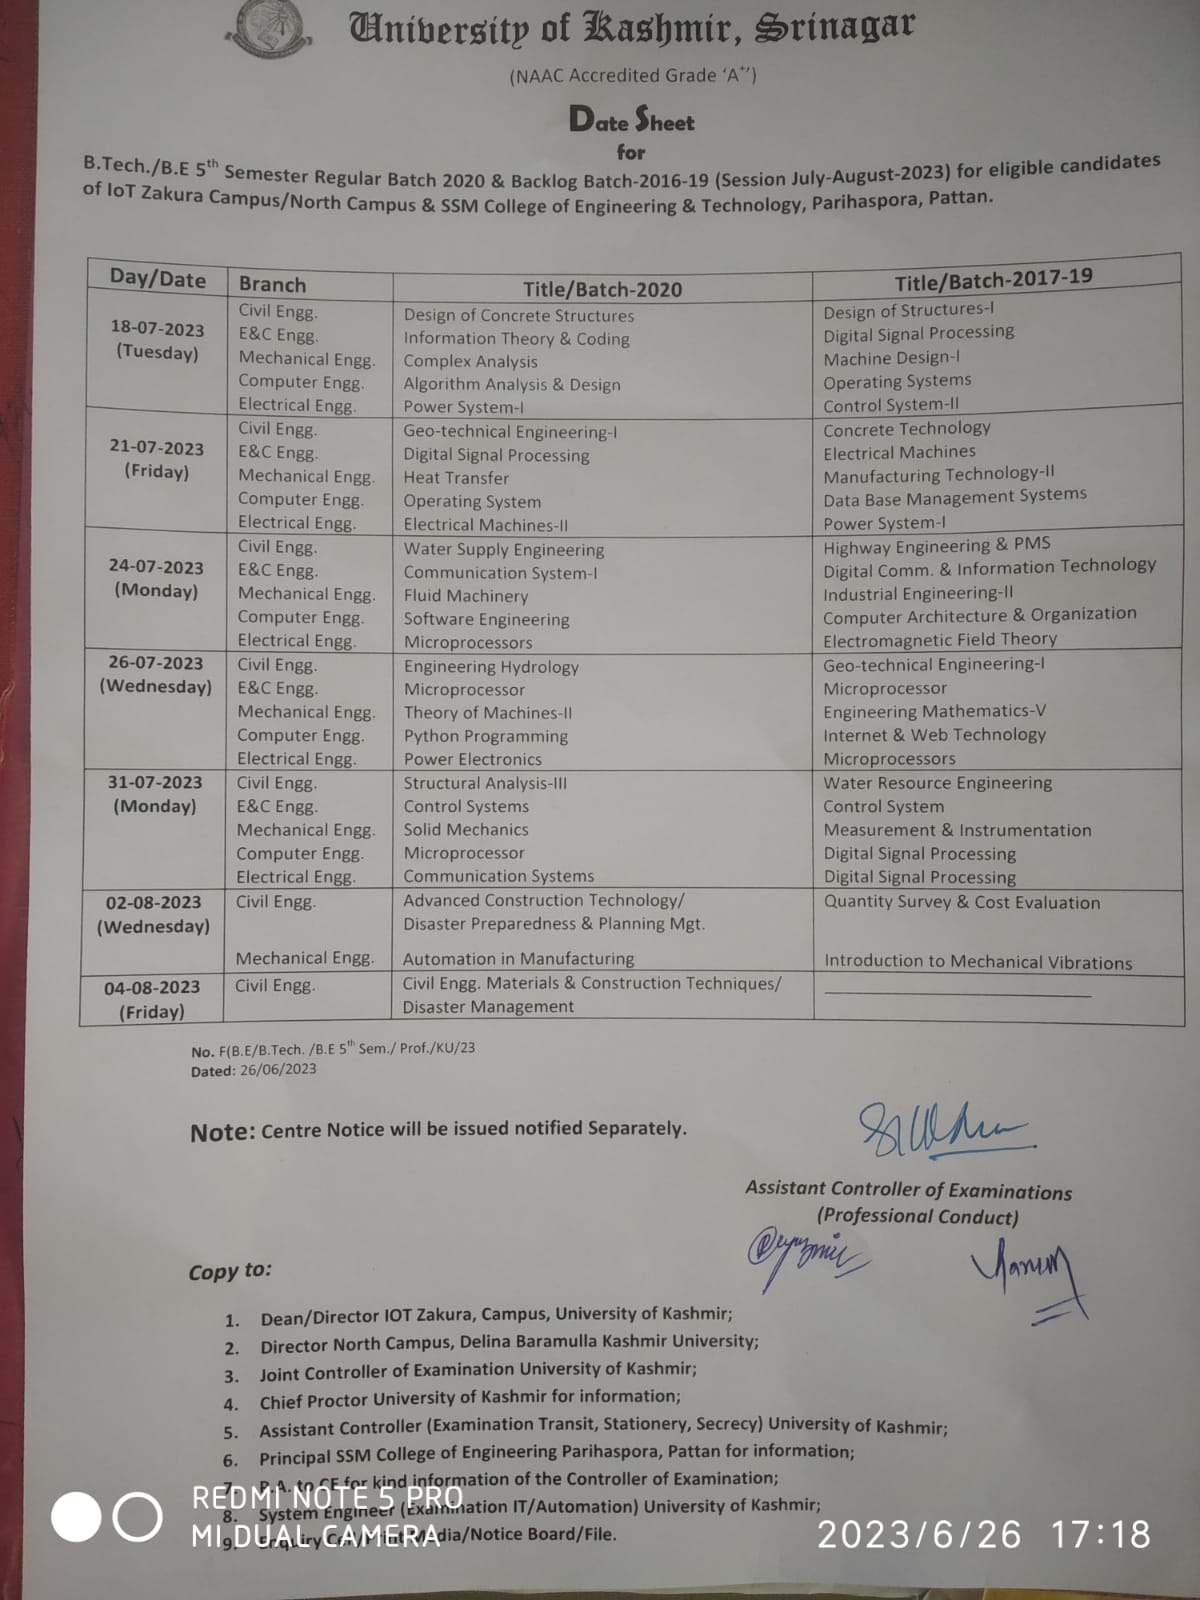 University of Kashmir, Srinagar
(NAAC Accredited Grade ‘A+’)
Date Sheet
for
B.Tech./B.E 5th Semester Regular Batch 2020 & Backlog Batch-2016-19 (Session July-August-2023) for eligible candidates
of IoT Zakura Campus/North Campus & SSM College of Engineering & Technology, Parihaspora, Pattan.
Day/Date Branch Title/Batch-2020 Title/Batch-2017-19
18-07-2023 (Tuesday)
Civil Engg. Design of Concrete Structures Design of Structures-I
E&C Engg. Information Theory & Coding Digital Signal Processing
Mechanical Engg. Complex Analysis Machine Design-I
Computer Engg. Algorithm Analysis & Design Operating Systems
Electrical Engg. Power System-I Control System-II
21-07-2023 (Friday)
Civil Engg. Geo-technical Engineering-I Concrete Technology
E&C Engg. Digital Signal Processing Electrical Machines
Mechanical Engg. Heat Transfer Manufacturing Technology-II
Computer Engg. Operating System Data Base Management Systems
Electrical Engg. Electrical Machines-II Power System-I
24-07-2023 (Monday)
Civil Engg. Water Supply Engineering Highway Engineering & PMS
E&C Engg. Communication System-I Digital Comm. & Information Technology
Mechanical Engg. Fluid Machinery Industrial Engineering-II
Computer Engg. Software Engineering Computer Architecture & Organization
Electrical Engg. Microprocessors Electromagnetic Field Theory
26-07-2023 (Wednesday)
Civil Engg. Engineering Hydrology Geo-technical Engineering-I
E&C Engg. Microprocessor Microprocessor
Mechanical Engg. Theory of Machines-II Engineering Mathematics-V
Computer Engg. Python Programming Internet & Web Technology
Electrical Engg. Power Electronics Microprocessors
31-07-2023 (Monday)
Civil Engg. Structural Analysis-III Water Resource Engineering
E&C Engg. Control Systems Control System
Mechanical Engg. Solid Mechanics Measurement & Instrumentation
Computer Engg. Microprocessor Digital Signal Processing
Electrical Engg. Communication Systems Digital Signal Processing
02-08-2023 (Wednesday)
Civil Engg. Advanced Construction Technology/ Quantity Survey & Cost Evaluation
Disaster Preparedness & Planning Mgt.
Mechanical Engg. Automation in Manufacturing Introduction to Mechanical Vibrations
04-08-2023 (Friday)
Civil Engg. Civil Engg. Materials & Construction Techniques/
Disaster Management
No. F(B.E/B.Tech. /B.E 5th Sem./ Prof./KU/23
Dated: 26/06/2023
Note: Centre Notice will be issued notified Separately.
Assistant Controller of Examinations
(Professional Conduct)
Copy to:
1. Dean/Director IOT Zakura, Campus, University of Kashmir;
2. Director North Campus, Delina Baramulla Kashmir University;
3. Joint Controller of Examination University of Kashmir;
4. Chief Proctor University of Kashmir for information;
5. Assistant Controller (Examination Transit, Stationery, Secrecy) University of Kashmir;
6. Principal SSM College of Engineering Parihaspora, Pattan for information;
7. P.A. to CE for kind information of the Controller of Examination;
8. System Engineer (Examination IT/Automation) University of Kashmir;
9. Media/Notice Board/File.
REDMI NOTE 5 PRO
MI DUAL CAMERA
2023/6/26 17:18